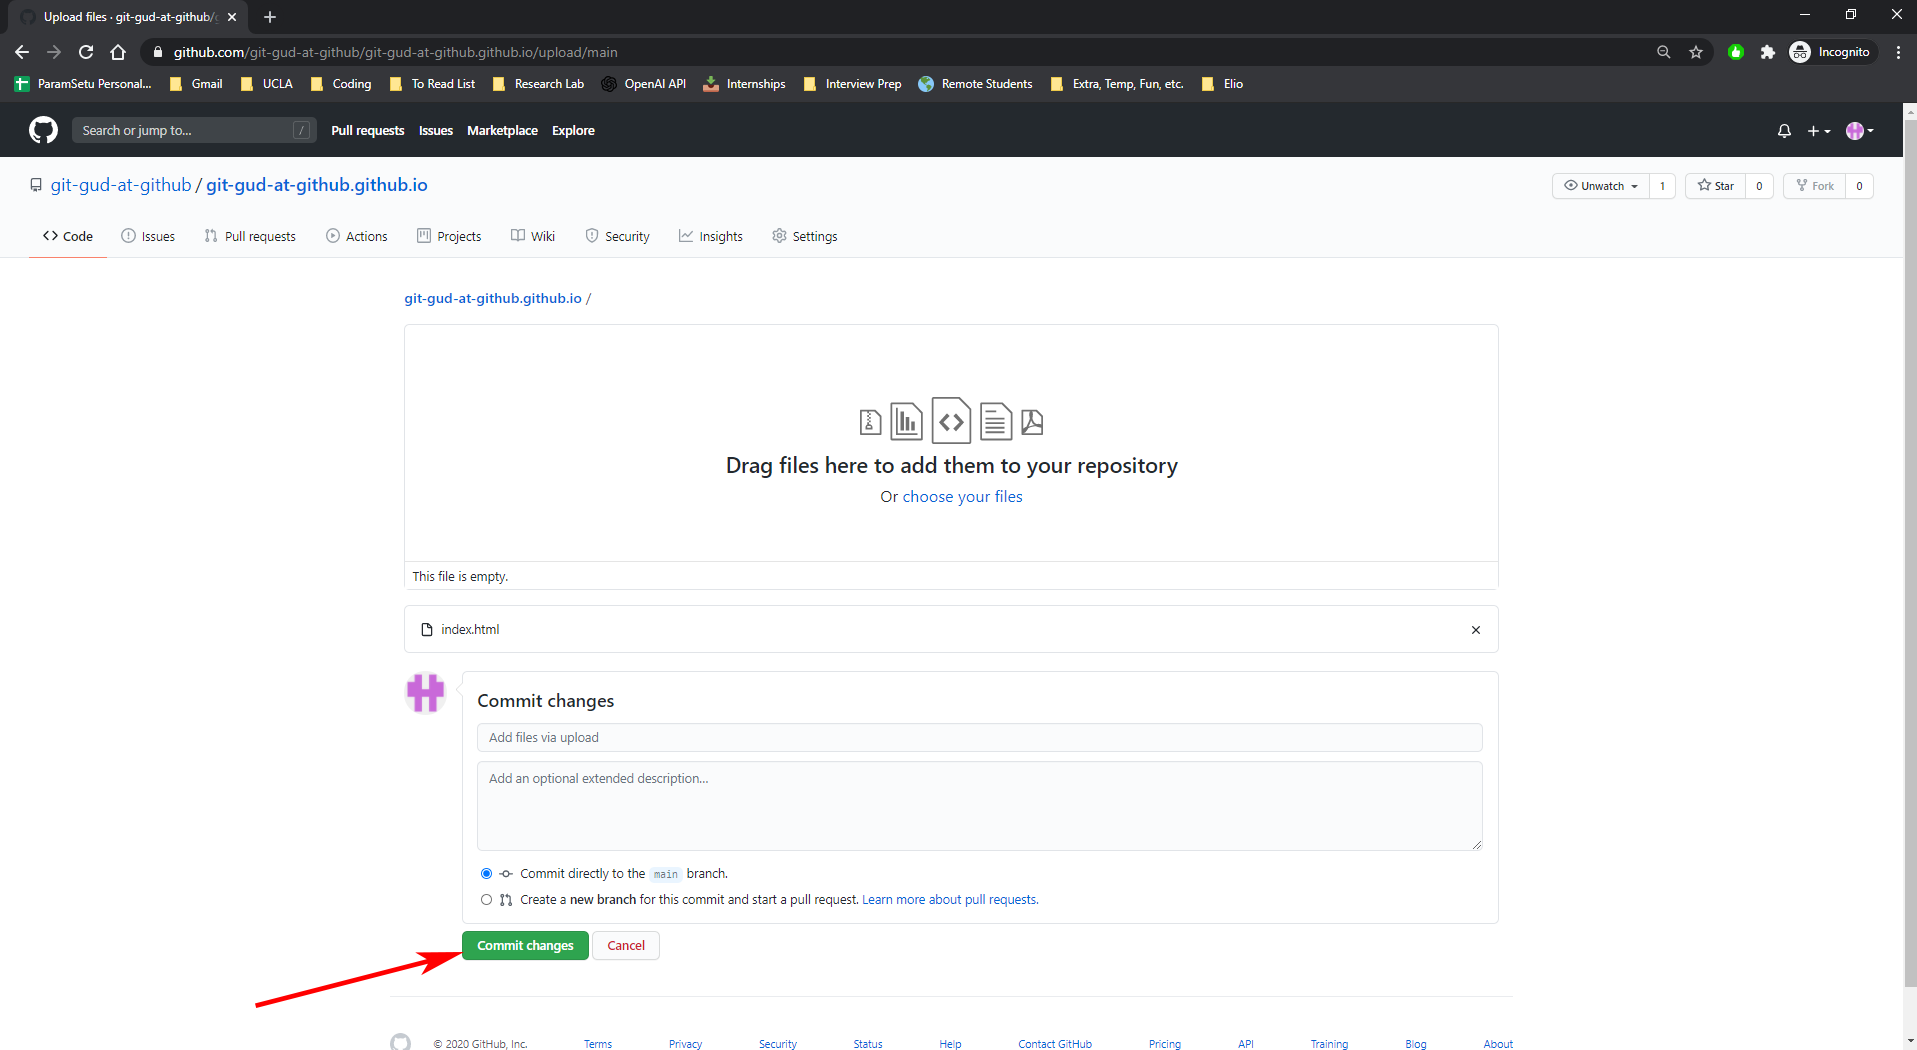 Upload files · git-gud-at-github/g
github.com/git-gud-at-github/git-gud-at-github.github.io/upload/main
Incognito
ParamSetu Personal... Gmail UCLA Coding To Read List Research Lab OpenAI API Internships Interview Prep Remote Students Extra, Temp, Fun, etc. Elio
Search or jump to... / Pull requests Issues Marketplace Explore
git-gud-at-github / git-gud-at-github.github.io Unwatch 1 Star 0 Fork 0
Code Issues Pull requests Actions Projects Wiki Security Insights Settings
git-gud-at-github.github.io /
Drag files here to add them to your repository
Or choose your files
This file is empty.
index.html
Commit changes
Add files via upload
Add an optional extended description...
Commit directly to the main branch.
Create a new branch for this commit and start a pull request. Learn more about pull requests.
Commit changes Cancel
© 2020 GitHub, Inc. Terms Privacy Security Status Help Contact GitHub Pricing API Training Blog About